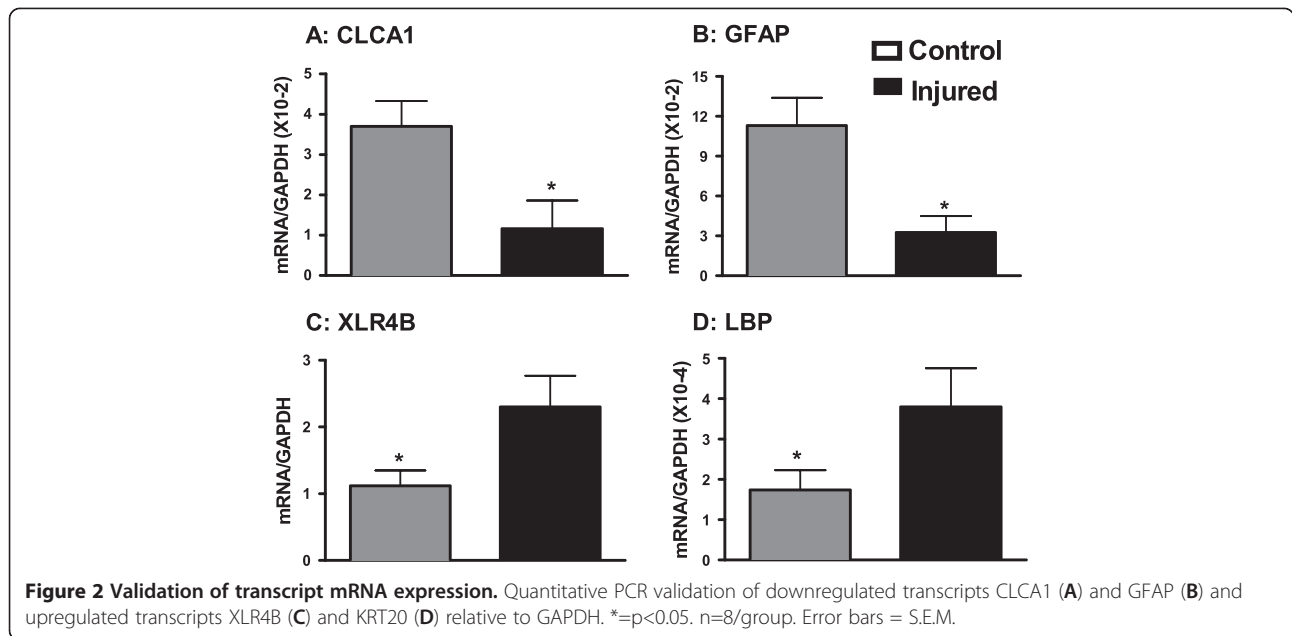 A: CLCA1
mRNA/GAPDH (X10-2)
5
4
3
2
1
0
*
B: GFAP
mRNA/GAPDH (X10-2)
15
12
9
6
3
0
*
Control
Injured
C: XLR4B
mRNA/GAPDH
3
2
1
0
*
D: LBP
mRNA/GAPDH (X10-4)
5
4
3
2
1
0
*
Figure 2 Validation of transcript mRNA expression. Quantitative PCR validation of downregulated transcripts CLCA1 (A) and GFAP (B) and
upregulated transcripts XLR4B (C) and KRT20 (D) relative to GAPDH. *=p<0.05. n=8/group. Error bars = S.E.M.